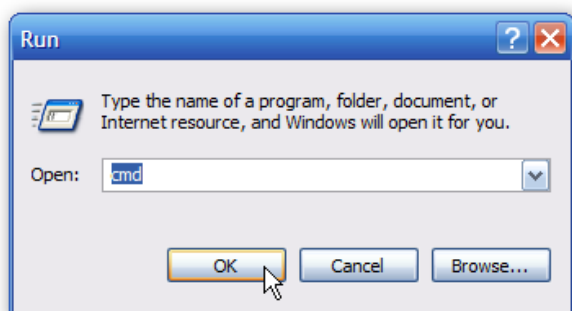 Run
Type the name of a program, folder, document, or
Internet resource, and Windows will open it for you.
Open: cmd
OK Cancel Browse...